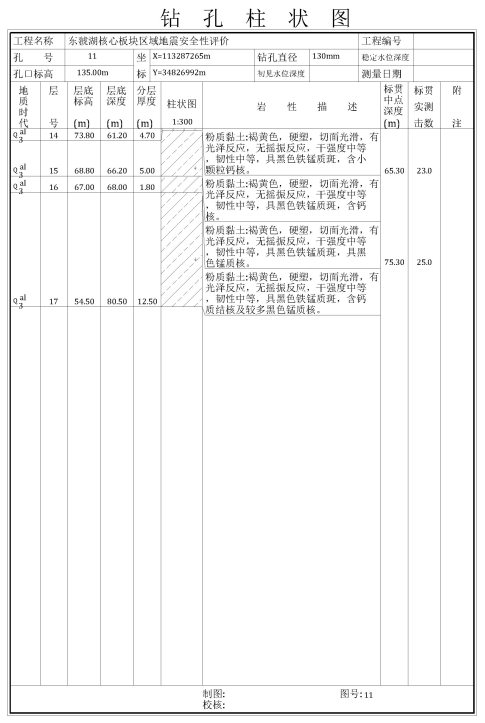 钻 孔 柱 状 图
工程名称 东虢湖核心板块区域地震安全性评价 工程编号
孔 号 11 坐 X=113287265m 钻孔直径 130mm 稳定水位深度
孔口标高 135.00m 标 Y=34826992m 初见水位深度 测量日期
地质时代 层号 层底标高(m) 层底深度(m) 分层厚度(m) 柱状图 1:300 岩 性 描 述 标贯中点深度(m) 标贯实测击数 附注
Q al 3 14 73.80 61.20 4.70
粉质黏土:褐黄色，硬塑，切面光滑，有
光泽反应，无摇振反应，干强度中等
，韧性中等，具黑色铁锰质斑，含小
颗粒钙核。
Q al 3 15 68.80 66.20 5.00 65.30 23.0
粉质黏土:褐黄色，硬塑，切面光滑，有
光泽反应，无摇振反应，干强度中等
，韧性中等，具黑色铁锰质斑，含钙
核。
Q al 3 16 67.00 68.00 1.80
粉质黏土:褐黄色，硬塑，切面光滑，有
光泽反应，无摇振反应，干强度中等
，韧性中等，具黑色铁锰质斑，具黑
色锰质核。
75.30 25.0
粉质黏土:褐黄色，硬塑，切面光滑，有
光泽反应，无摇振反应，干强度中等
，韧性中等，具黑色铁锰质斑，含钙
质结核及较多黑色锰质核。
Q al 3 17 54.50 80.50 12.50
制图: 图号: 11
校核: